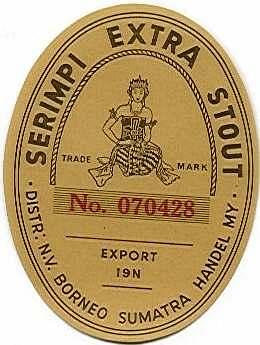 SERIMPI EXTRA STOUT
TRADE MARK
No. 070428
EXPORT
19N
· DISTR: N.V. BORNEO SUMATRA HANDEL MY ·